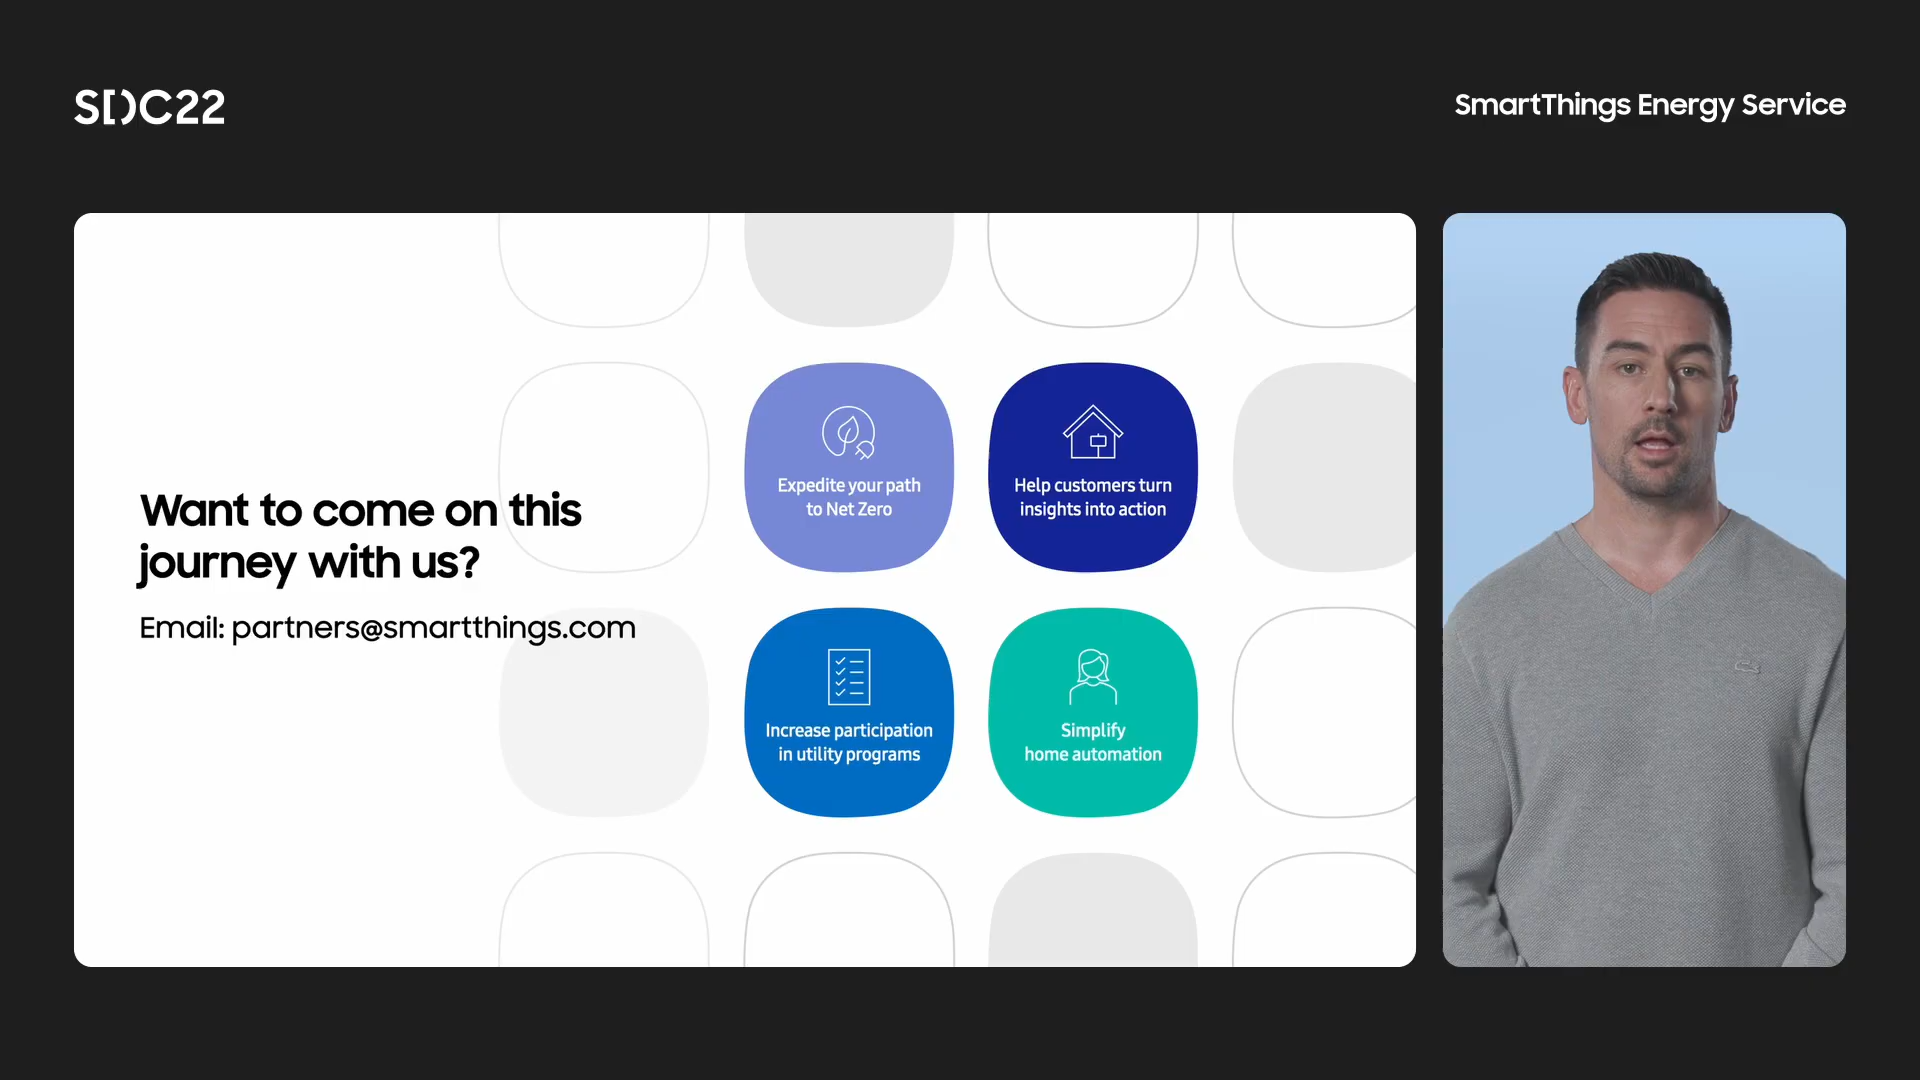 SDC22
SmartThings Energy Service
Want to come on this
journey with us?
Email: partners@smartthings.com
Expedite your path
to Net Zero
Help customers turn
insights into action
Increase participation
in utility programs
Simplify
home automation